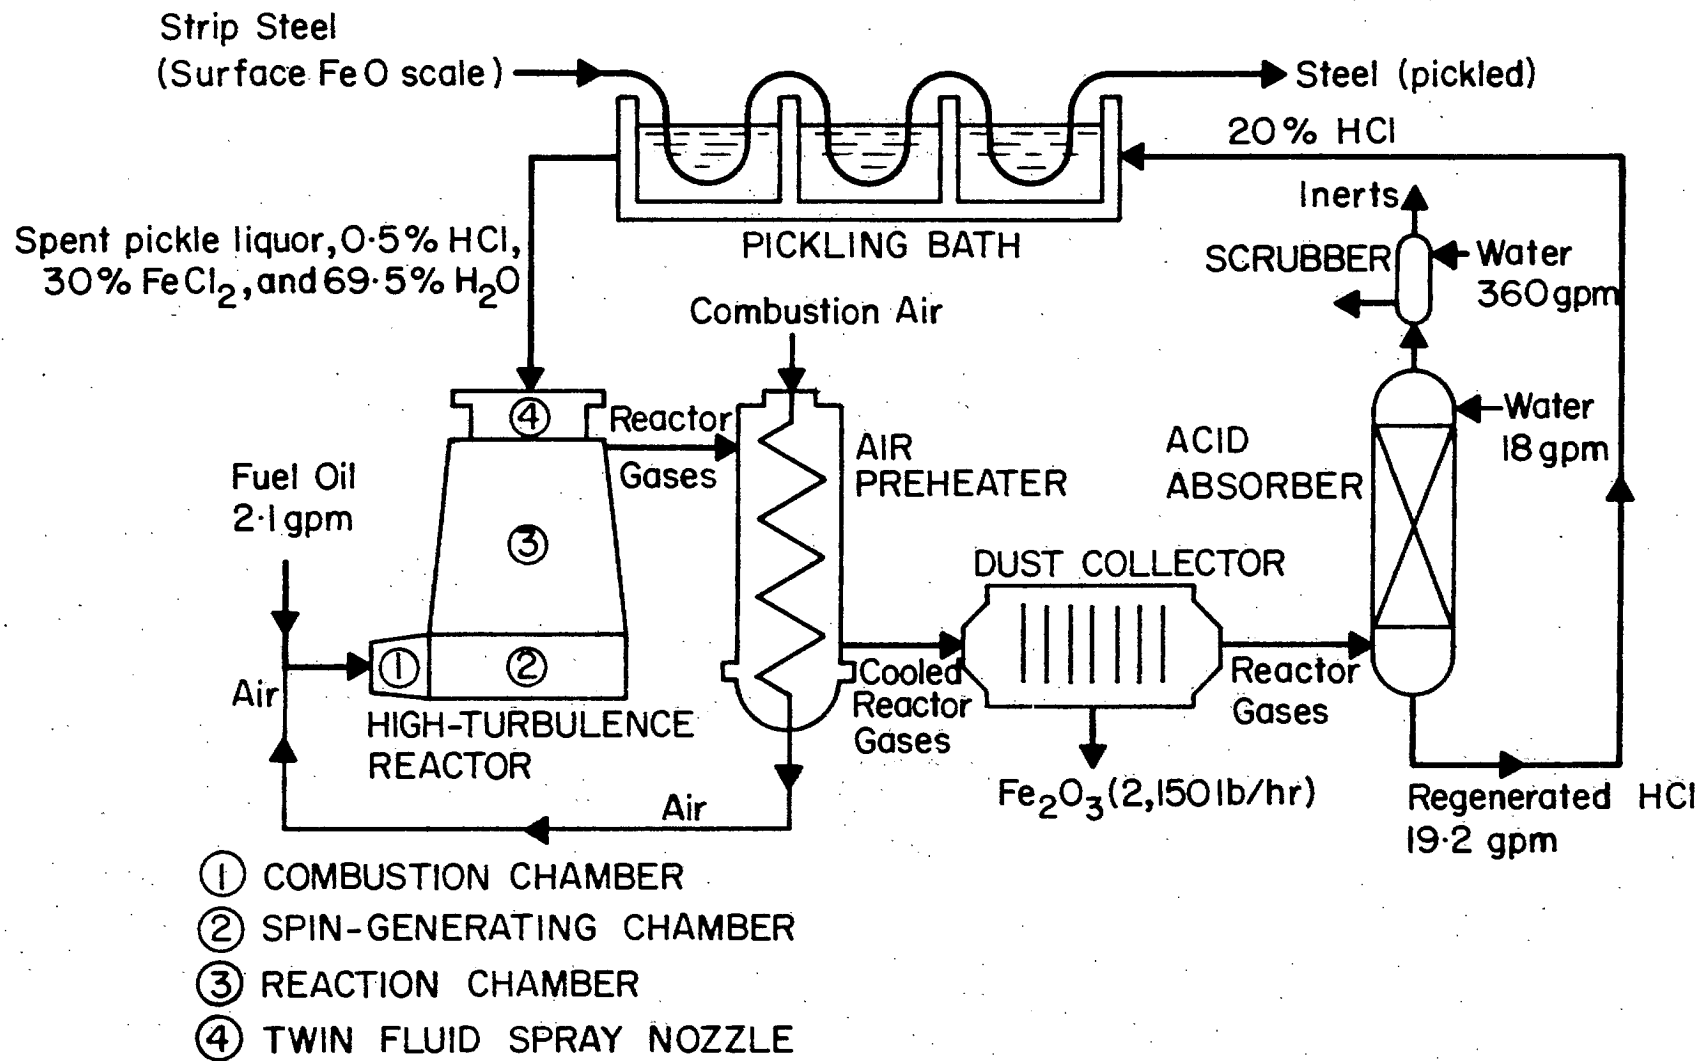 Strip Steel
(Surface FeO scale)
Steel (pickled)
20% HCl
Inerts
Spent pickle liquor, 0·5% HCl,
30% FeCl₂, and 69·5% H₂O
PICKLING BATH
SCRUBBER
Water
360 gpm
Combustion Air
④
Reactor
Gases
AIR
PREHEATER
ACID
ABSORBER
Water
18 gpm
Fuel Oil
2·1 gpm
③
DUST COLLECTOR
①
②
Air
Cooled
Reactor
Gases
Reactor
Gases
HIGH-TURBULENCE
REACTOR
Fe₂O₃ (2,150 lb/hr)
Air
Regenerated HCl
19·2 gpm
① COMBUSTION CHAMBER
② SPIN-GENERATING CHAMBER
③ REACTION CHAMBER
④ TWIN FLUID SPRAY NOZZLE